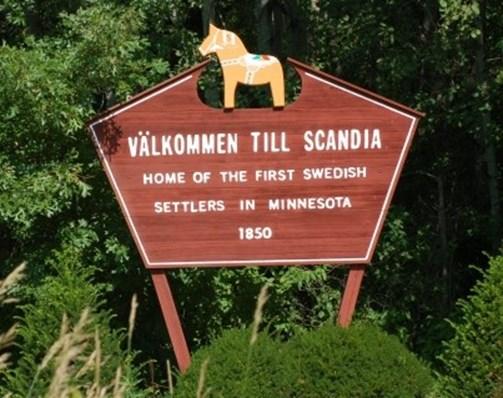 VÄLKOMMEN TILL SCANDIA
HOME OF THE FIRST SWEDISH
SETTLERS IN MINNESOTA
1850